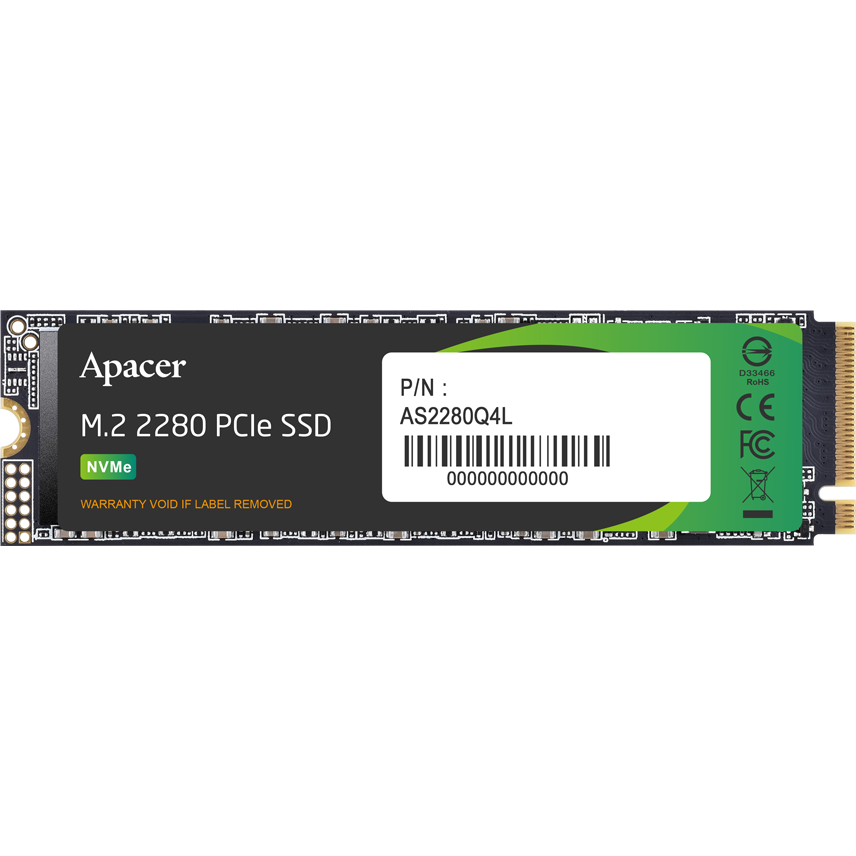 Apacer
M.2 2280 PCIe SSD
NVMe
WARRANTY VOID IF LABEL REMOVED
P/N :
AS2280Q4L
000000000000
D33466
RoHS
CE
FC